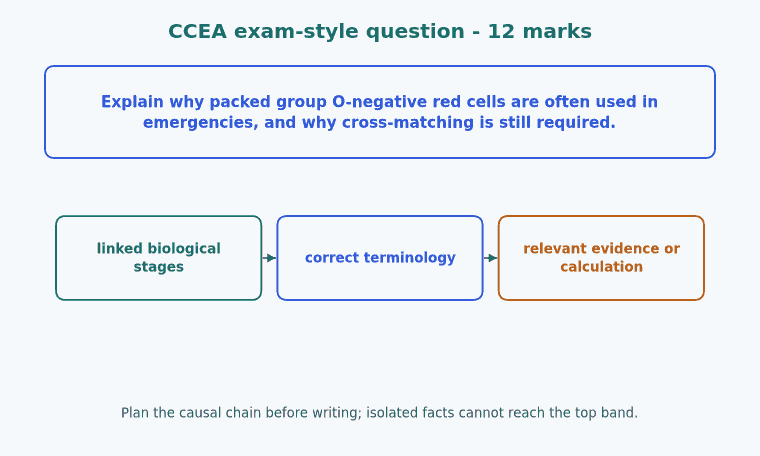 CCEA exam-style question - 12 marks
Explain why packed group O-negative red cells are often used in
emergencies, and why cross-matching is still required.
linked biological
stages
correct terminology
relevant evidence or
calculation
Plan the causal chain before writing; isolated facts cannot reach the top band.